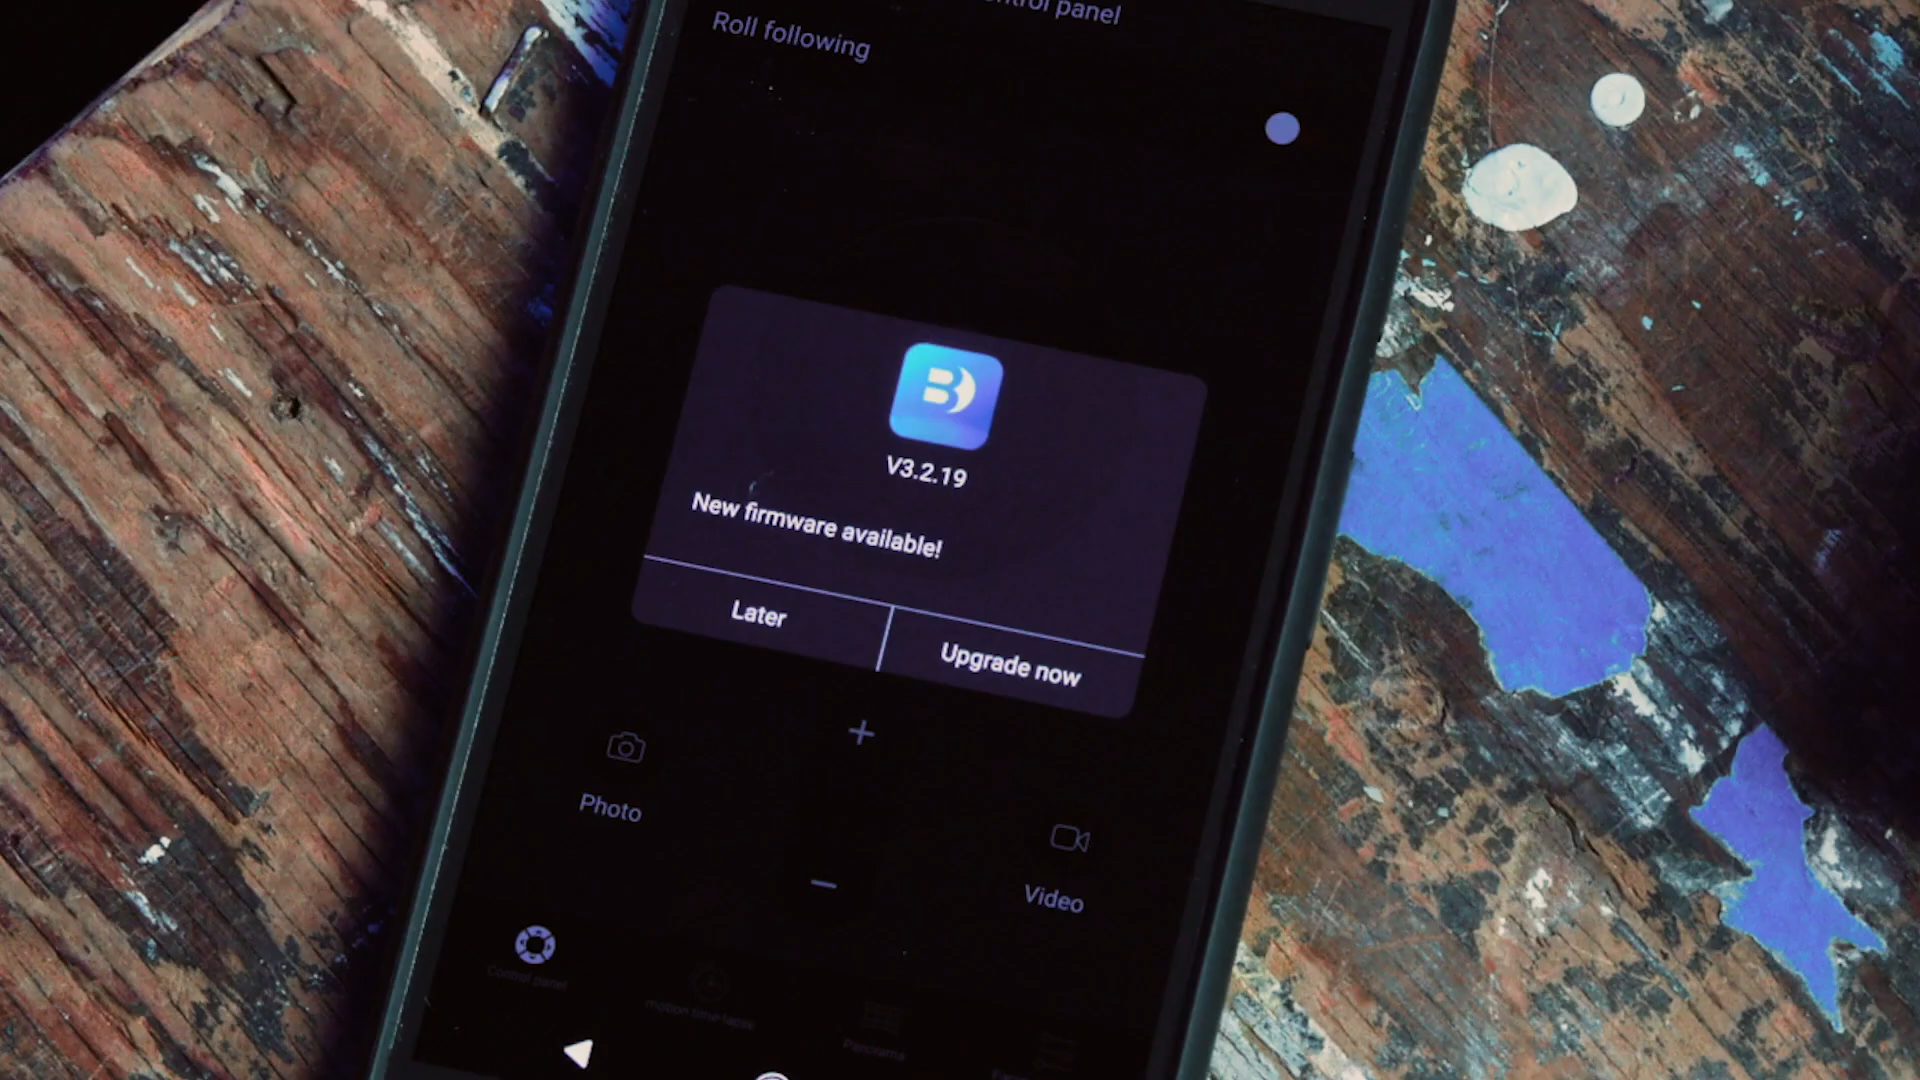 ntrol panel
Roll following
V3.2.19
New firmware available!
Later
Upgrade now
Photo
Video
Control panel
motion time-lapse
Panorama